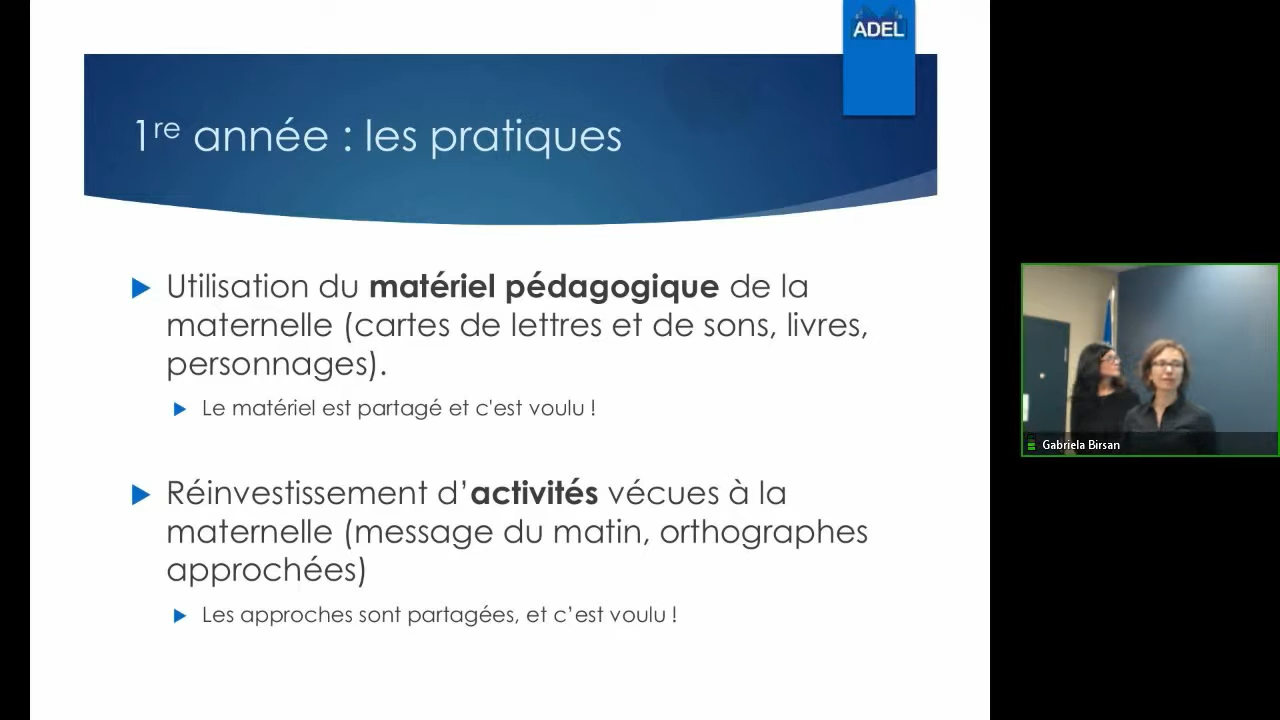 ADEL
1re année : les pratiques
Utilisation du matériel pédagogique de la
maternelle (cartes de lettres et de sons, livres,
personnages).
Le matériel est partagé et c'est voulu !
Réinvestissement d’activités vécues à la
maternelle (message du matin, orthographes
approchées)
Les approches sont partagées, et c’est voulu !
Gabriela Birsan